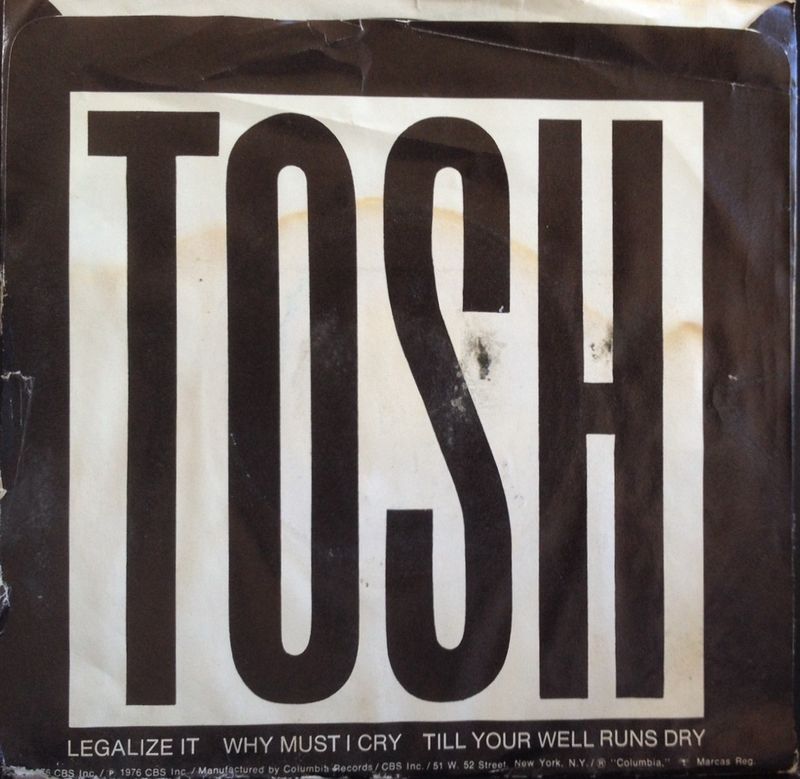 TOSH
LEGALIZE IT WHY MUST I CRY TILL YOUR WELL RUNS DRY
76 CBS Inc. / ℗ 1976 CBS Inc. / Manufactured by Columbia Records / CBS Inc. / 51 W. 52 Street, New York, N.Y. / ® "Columbia," Marcas Reg.